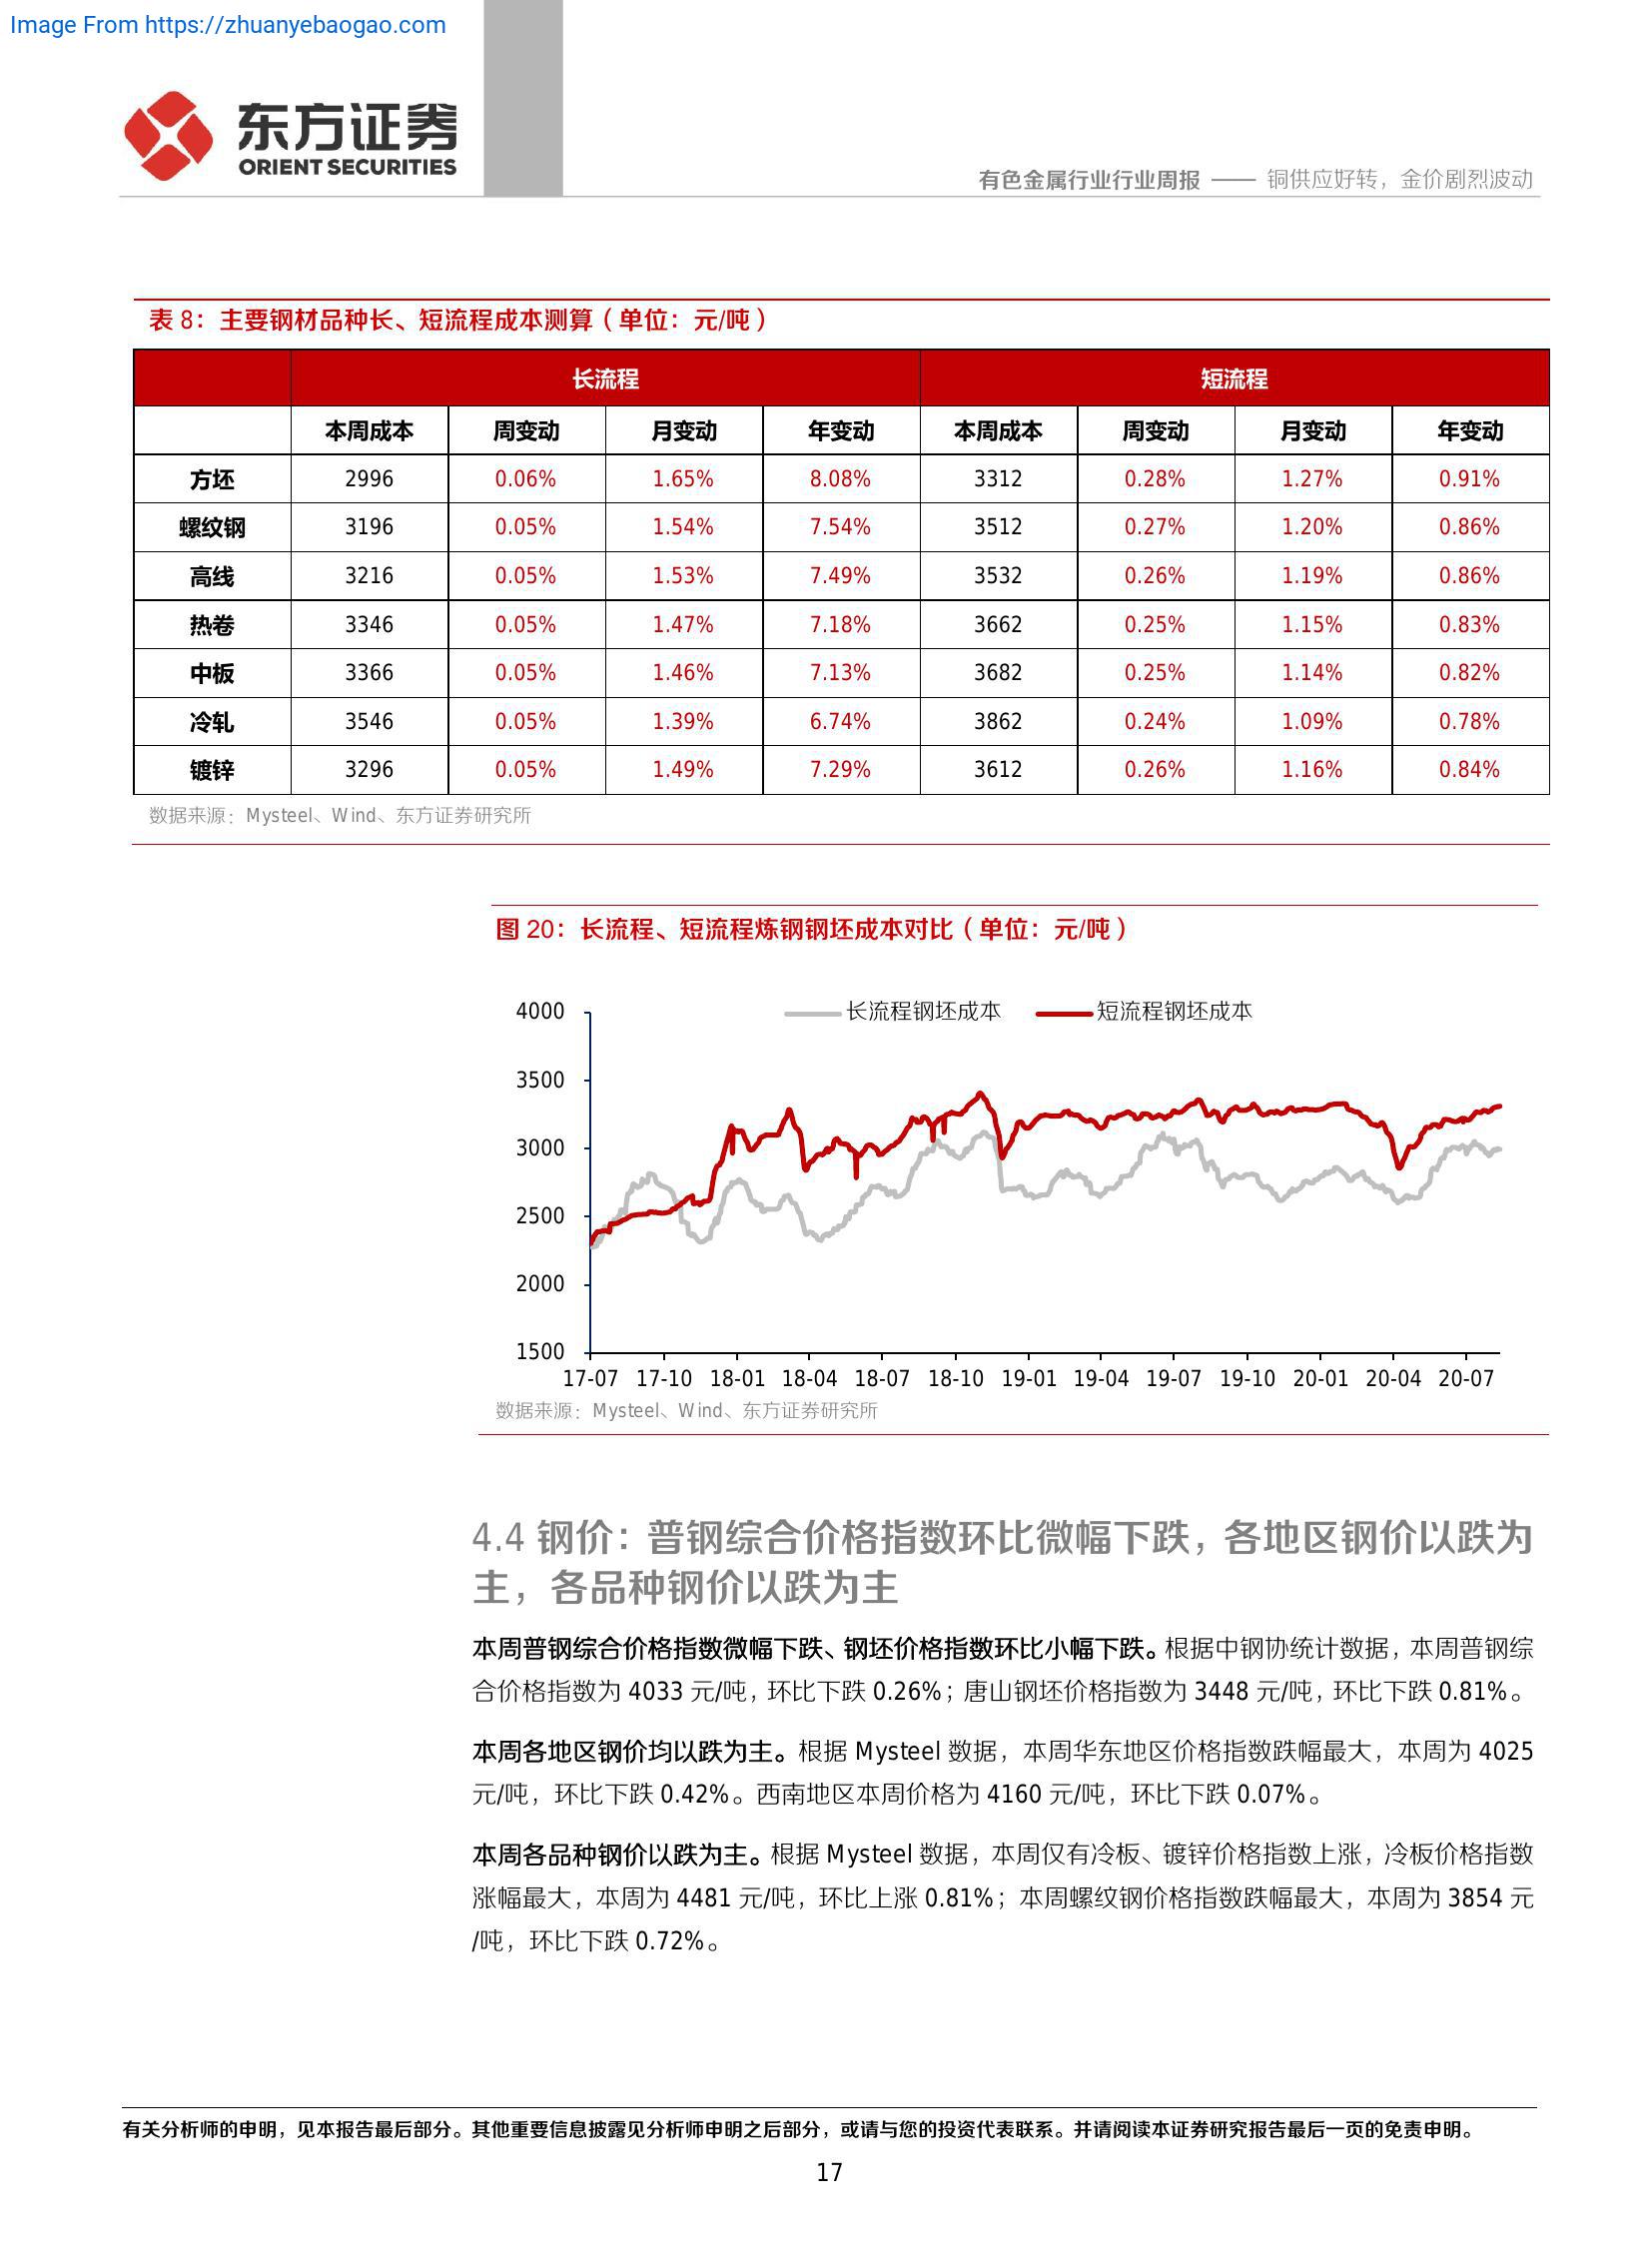 Image From https://zhuanyebaogao.com
东方证券
ORIENT SECURITIES
有色金属行业行业周报 —— 铜供应好转，金价剧烈波动
表 8：主要钢材品种长、短流程成本测算（单位：元/吨）
长流程 短流程
本周成本 周变动 月变动 年变动 本周成本 周变动 月变动 年变动
方坯 2996 0.06% 1.65% 8.08% 3312 0.28% 1.27% 0.91%
螺纹钢 3196 0.05% 1.54% 7.54% 3512 0.27% 1.20% 0.86%
高线 3216 0.05% 1.53% 7.49% 3532 0.26% 1.19% 0.86%
热卷 3346 0.05% 1.47% 7.18% 3662 0.25% 1.15% 0.83%
中板 3366 0.05% 1.46% 7.13% 3682 0.25% 1.14% 0.82%
冷轧 3546 0.05% 1.39% 6.74% 3862 0.24% 1.09% 0.78%
镀锌 3296 0.05% 1.49% 7.29% 3612 0.26% 1.16% 0.84%
数据来源：Mysteel、Wind、东方证券研究所
图 20：长流程、短流程炼钢钢坯成本对比（单位：元/吨）
长流程钢坯成本 短流程钢坯成本
4000
3500
3000
2500
2000
1500
17-07 17-10 18-01 18-04 18-07 18-10 19-01 19-04 19-07 19-10 20-01 20-04 20-07
数据来源：Mysteel、Wind、东方证券研究所
4.4 钢价：普钢综合价格指数环比微幅下跌，各地区钢价以跌为
主，各品种钢价以跌为主
本周普钢综合价格指数微幅下跌、钢坯价格指数环比小幅下跌。根据中钢协统计数据，本周普钢综
合价格指数为 4033 元/吨，环比下跌 0.26%；唐山钢坯价格指数为 3448 元/吨，环比下跌 0.81%。
本周各地区钢价均以跌为主。根据 Mysteel 数据，本周华东地区价格指数跌幅最大，本周为 4025
元/吨，环比下跌 0.42%。西南地区本周价格为 4160 元/吨，环比下跌 0.07%。
本周各品种钢价以跌为主。根据 Mysteel 数据，本周仅有冷板、镀锌价格指数上涨，冷板价格指数
涨幅最大，本周为 4481 元/吨，环比上涨 0.81%；本周螺纹钢价格指数跌幅最大，本周为 3854 元
/吨，环比下跌 0.72%。
有关分析师的申明，见本报告最后部分。其他重要信息披露见分析师申明之后部分，或请与您的投资代表联系。并请阅读本证券研究报告最后一页的免责申明。
17